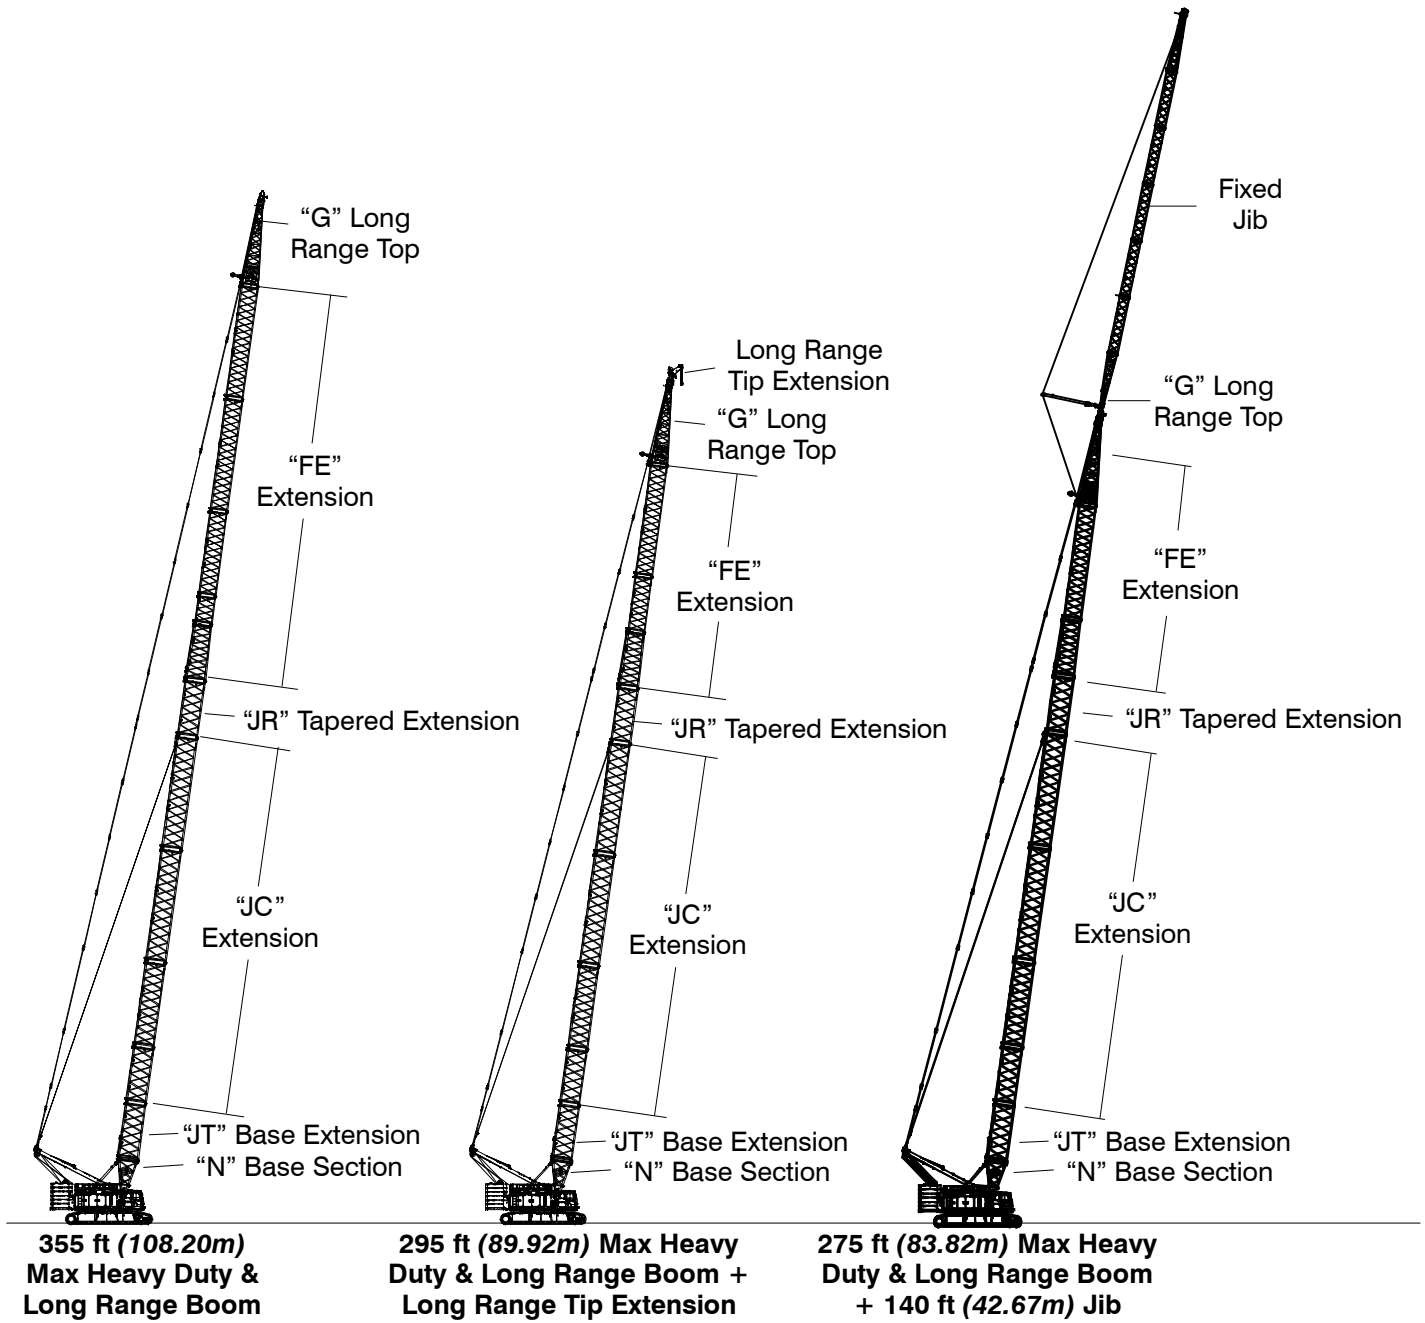 “G” Long
Range Top
“FE”
Extension
“JR” Tapered Extension
“JC”
Extension
“JT” Base Extension
“N” Base Section
355 ft (108.20m)
Max Heavy Duty &
Long Range Boom
Long Range
Tip Extension
“G” Long
Range Top
“FE”
Extension
“JR” Tapered Extension
“JC”
Extension
“JT” Base Extension
“N” Base Section
295 ft (89.92m) Max Heavy
Duty & Long Range Boom +
Long Range Tip Extension
Fixed
Jib
“G” Long
Range Top
“FE”
Extension
“JR” Tapered Extension
“JC”
Extension
“JT” Base Extension
“N” Base Section
275 ft (83.82m) Max Heavy
Duty & Long Range Boom
+ 140 ft (42.67m) Jib